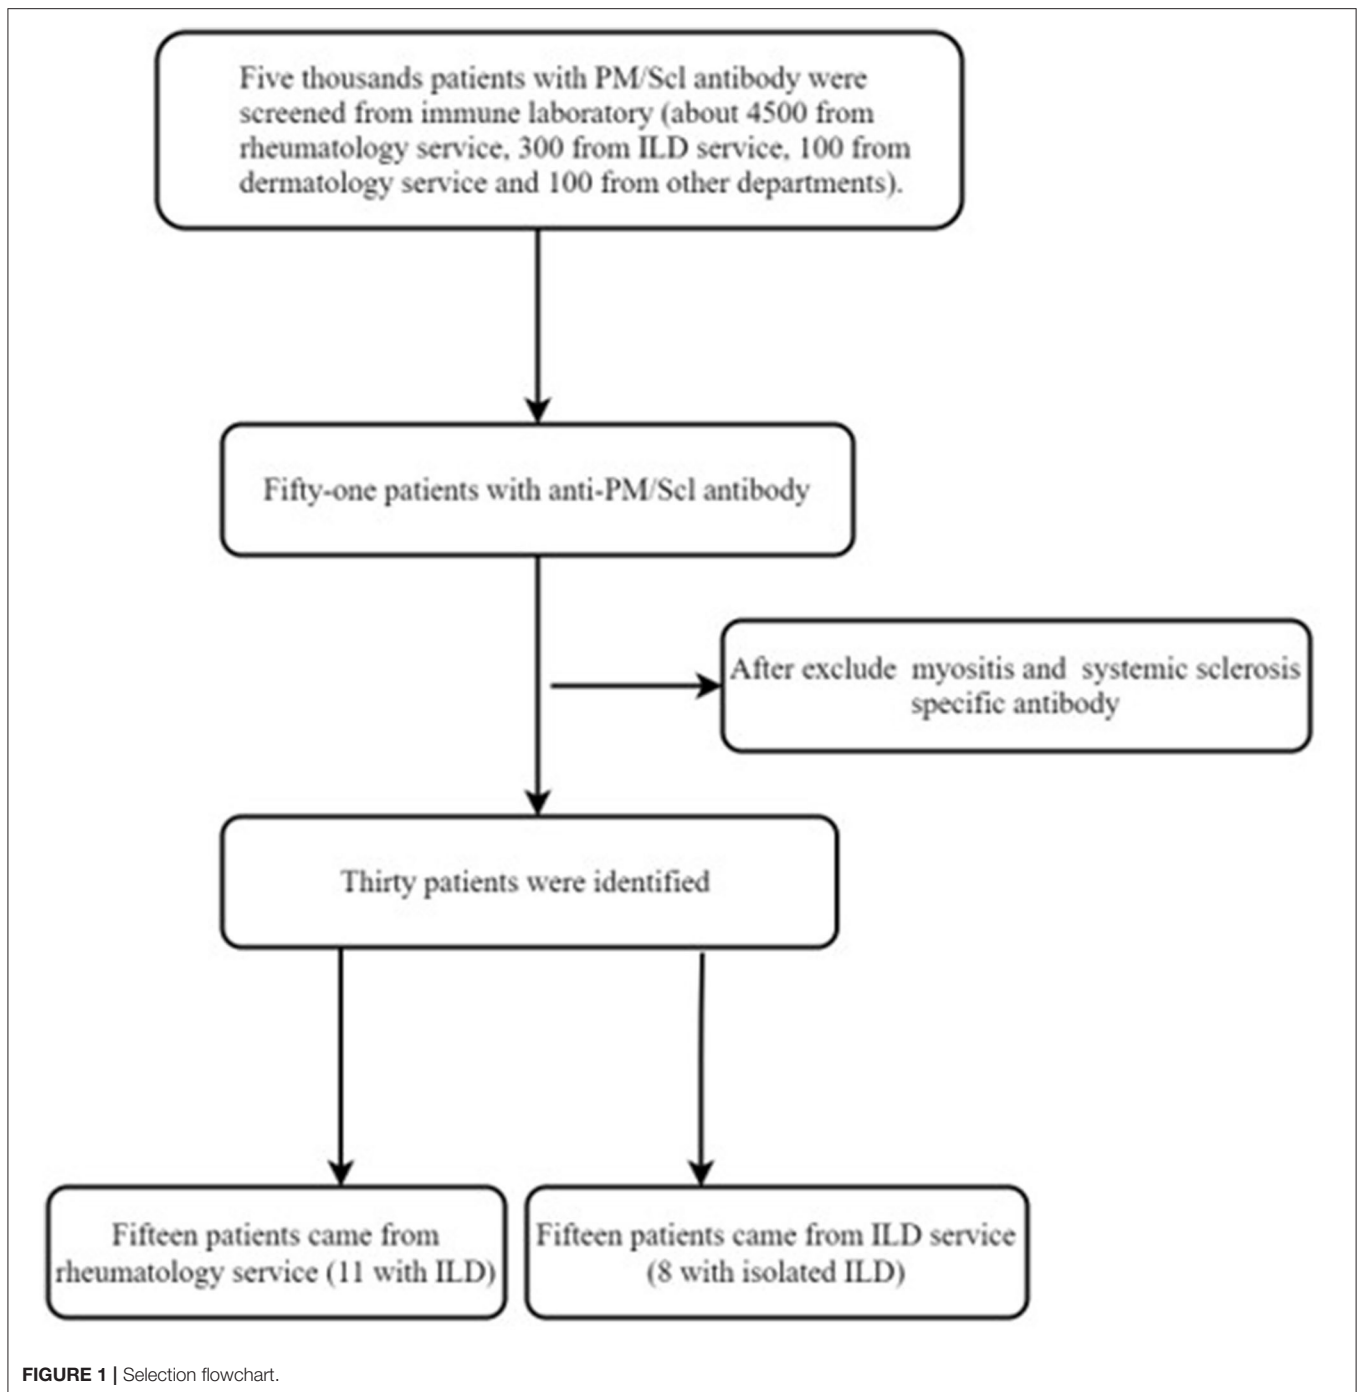 Five thousands patients with PM/Scl antibody were
screened from immune laboratory (about 4500 from
rheumatology service, 300 from ILD service, 100 from
dermatology service and 100 from other departments).
Fifty-one patients with anti-PM/Scl antibody
After exclude myositis and systemic sclerosis
specific antibody
Thirty patients were identified
Fifteen patients came from
rheumatology service (11 with ILD)
Fifteen patients came from ILD service
(8 with isolated ILD)
FIGURE 1 | Selection flowchart.